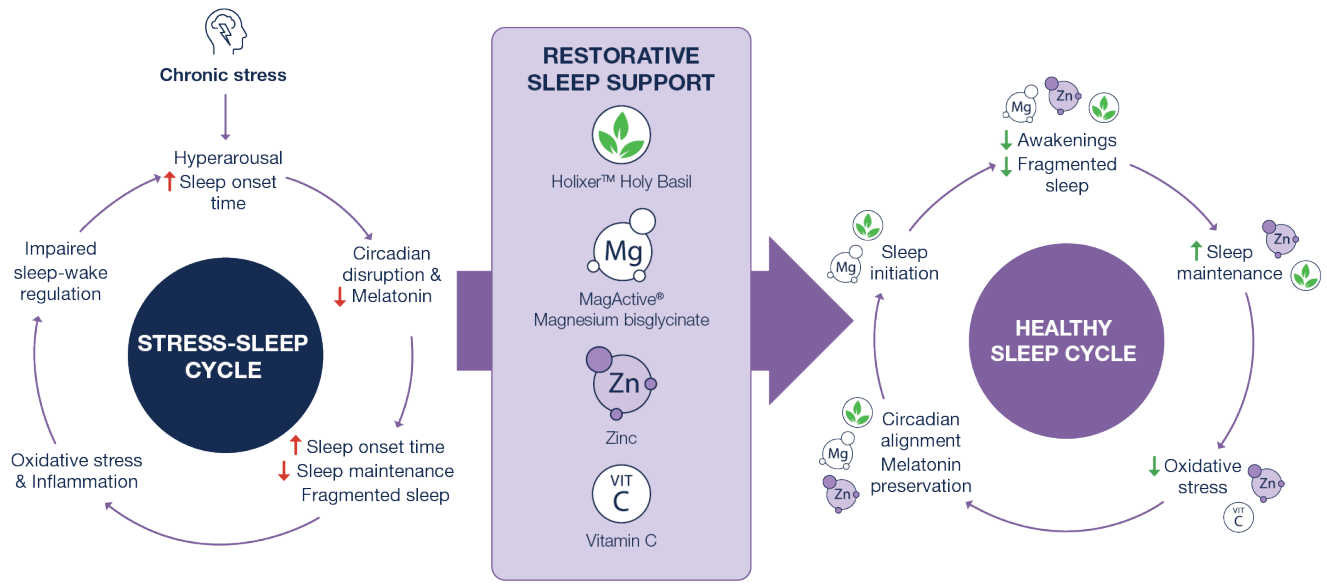 Chronic stress
Hyperarousal
Sleep onset
time
Circadian
disruption &
Melatonin
Sleep onset time
Sleep maintenance
Fragmented sleep
Oxidative stress
& Inflammation
Impaired
sleep-wake
regulation
STRESS-SLEEP
CYCLE
RESTORATIVE
SLEEP SUPPORT
Holixer™ Holy Basil
Mg
MagActive®
Magnesium bisglycinate
Zn
Zinc
VIT
C
Vitamin C
Mg
Zn
Awakenings
Fragmented
sleep
Zn
Sleep
maintenance
Oxidative
stress
Zn
VIT
C
Circadian
alignment
Melatonin
preservation
Mg
Zn
Sleep
initiation
Mg
HEALTHY
SLEEP CYCLE